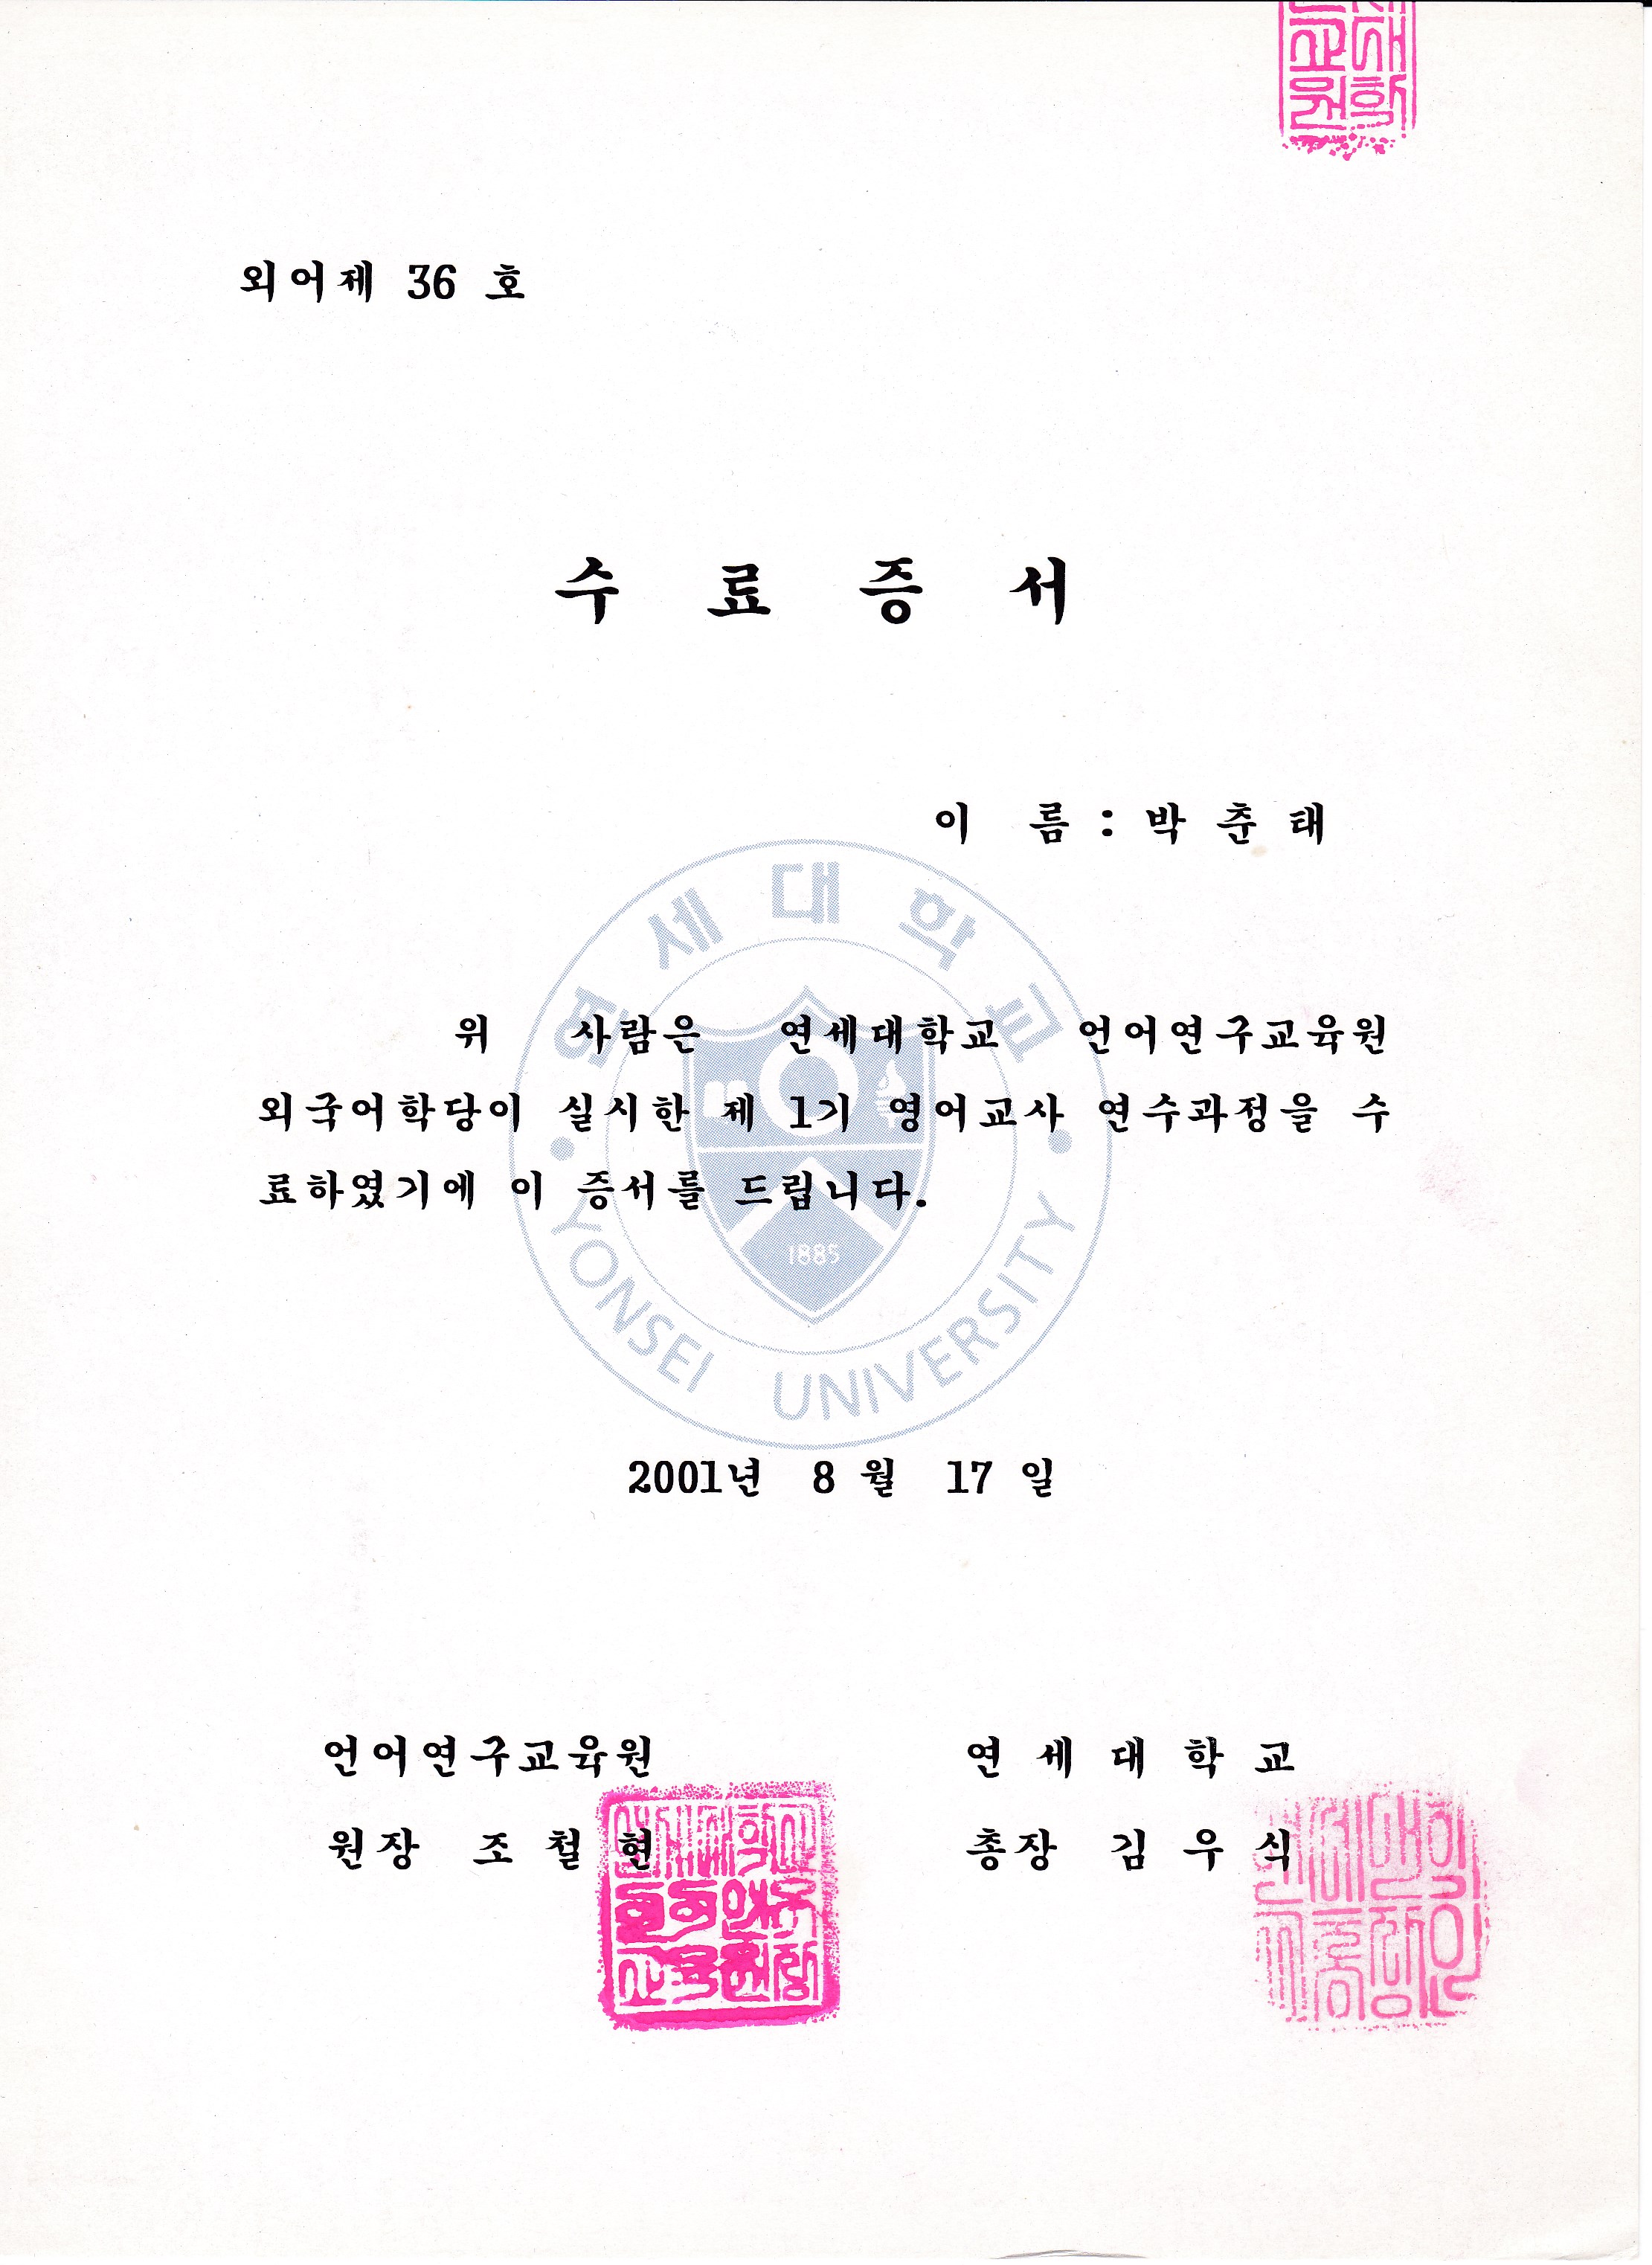 외어제 36 호
수 료 증 서
이 름 : 박 춘 태
연세대학교
위 사람은 연세대학교 언어연구교육원
외국어학당이 실시한 제 1기 영어교사 연수과정을 수
료하였기에 이 증서를 드립니다.
1885
YONSEI UNIVERSITY
2001년 8 월 17 일
언어연구교육원
원장 조 철 현
연 세 대 학 교
총장 김 우 식